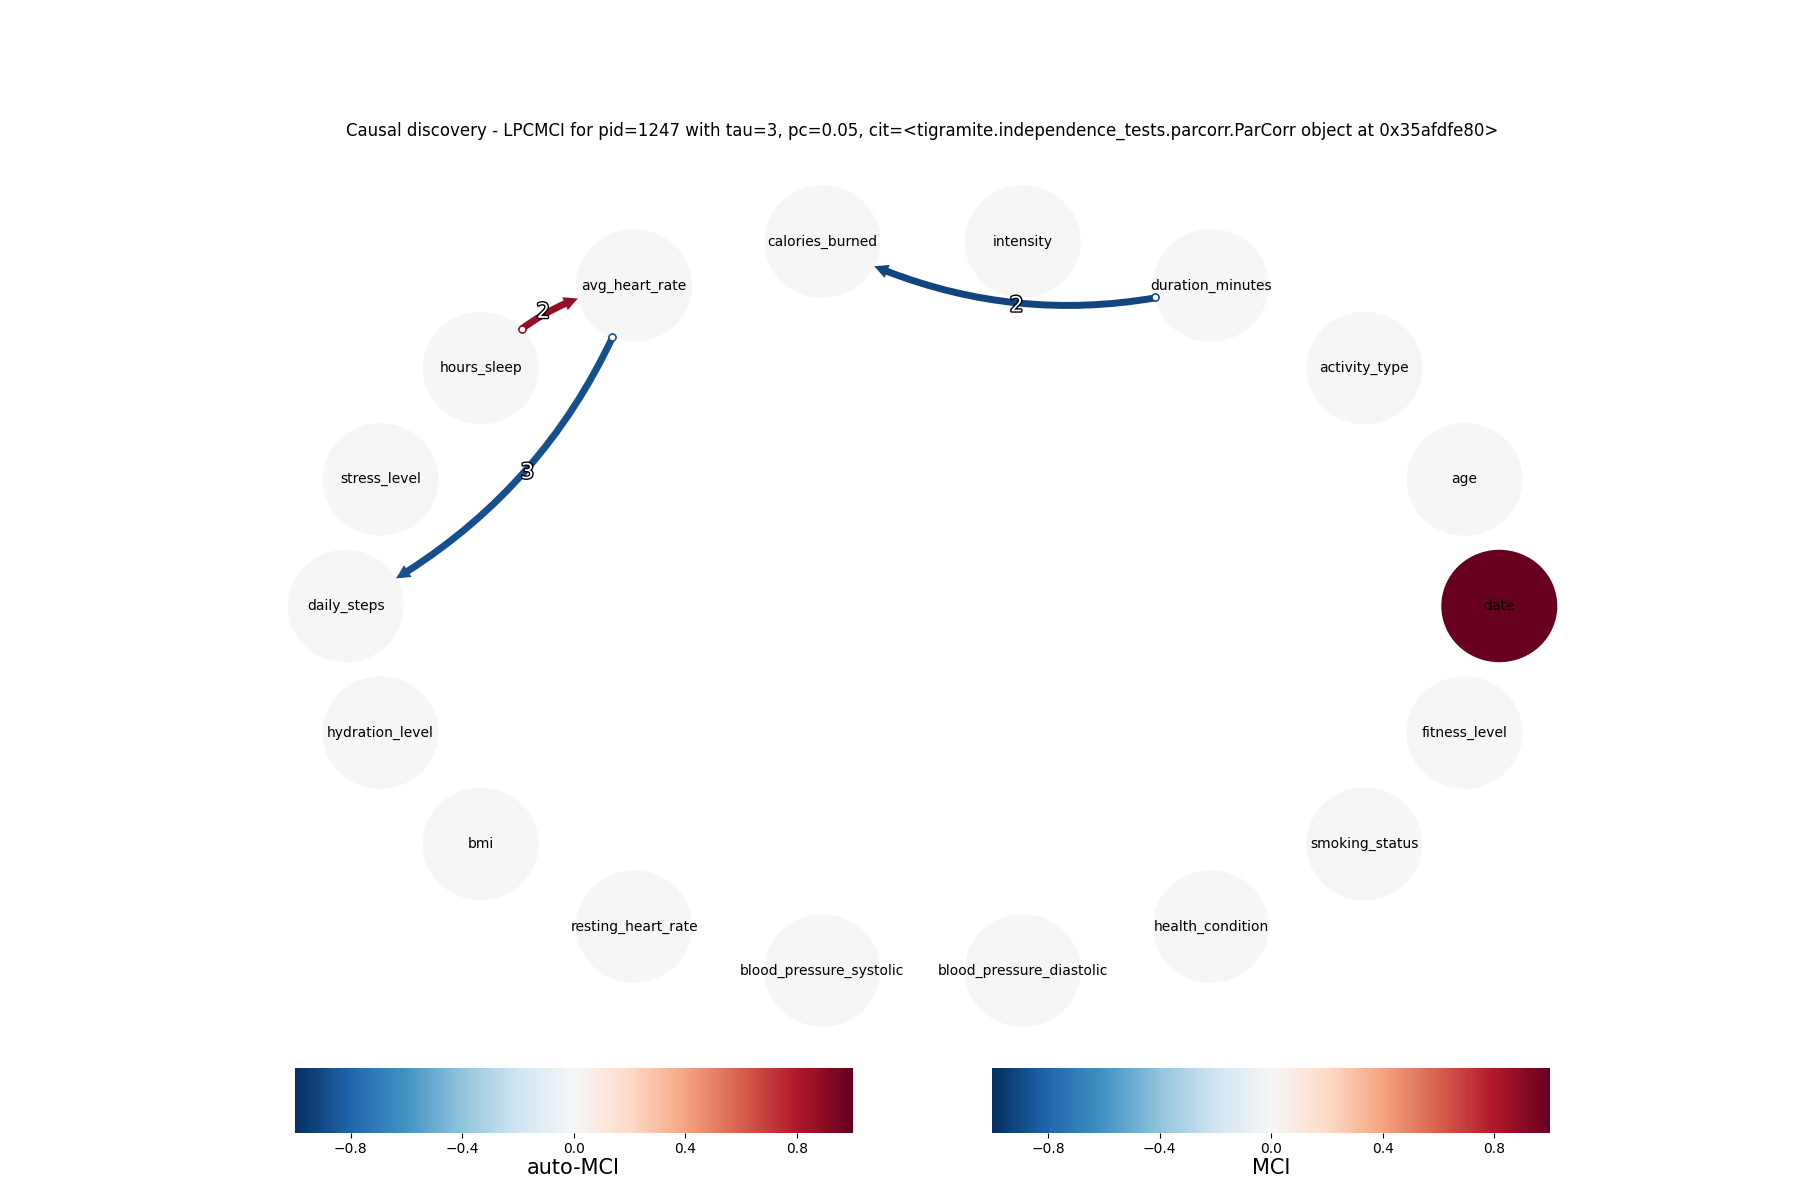 Causal discovery - LPCMCI for pid=1247 with tau=3, pc=0.05, cit=<tigramite.independence_tests.parcorr.ParCorr object at 0x35afdfe80>
calories_burned
intensity
avg_heart_rate
duration_minutes
2
2
hours_sleep
activity_type
3
stress_level
age
daily_steps
date
hydration_level
fitness_level
bmi
smoking_status
resting_heart_rate
health_condition
blood_pressure_systolic
blood_pressure_diastolic
−0.8 −0.4 0.0 0.4 0.8
auto-MCI
−0.8 −0.4 0.0 0.4 0.8
MCI